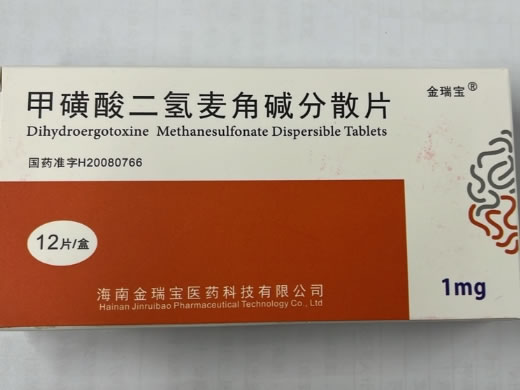 金瑞宝®
甲磺酸二氢麦角碱分散片
Dihydroergotoxine Methanesulfonate Dispersible Tablets
国药准字H20080766
12片/盒
海南金瑞宝医药科技有限公司
Hainan Jinruibao Pharmaceutical Technology Co., Ltd
1mg